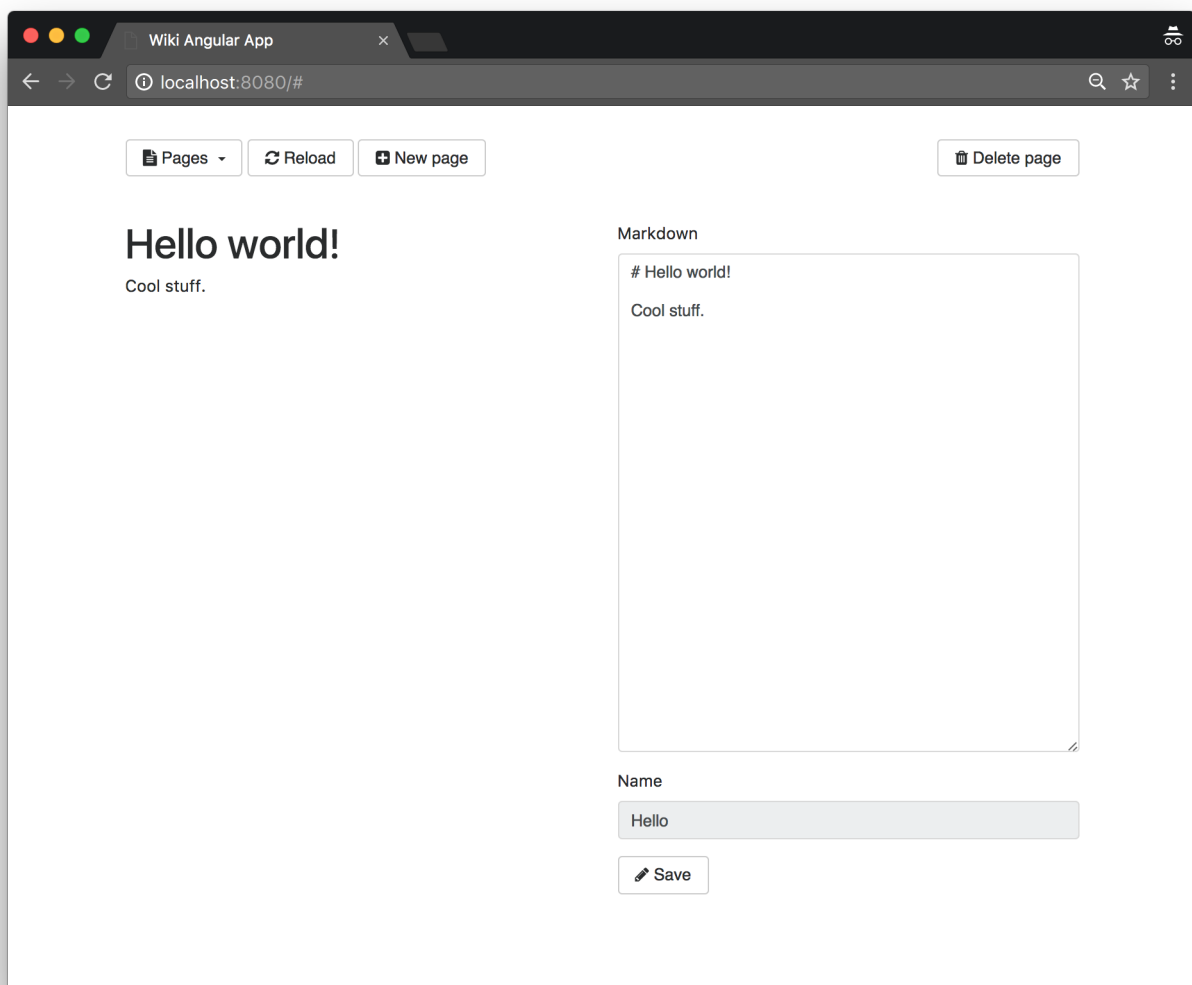 Wiki Angular App
localhost:8080/#
Pages Reload New page Delete page
Hello world!
Cool stuff.
Markdown
# Hello world!
Cool stuff.
Name
Hello
Save